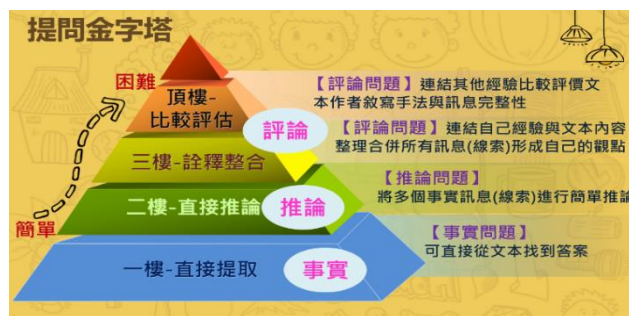 提問金字塔
困難
頂樓-
比較評估
評論
三樓-詮釋整合
二樓-直接推論
推論
簡單
一樓-直接提取
事實
【評論問題】連結其他經驗比較評價文
本作者敘寫手法與訊息完整性
【評論問題】連結自己經驗與文本內容
整理合併所有訊息(線索)形成自己的觀點
【推論問題】
將多個事實訊息(線索)進行簡單推論
【事實問題】
可直接從文本找到答案